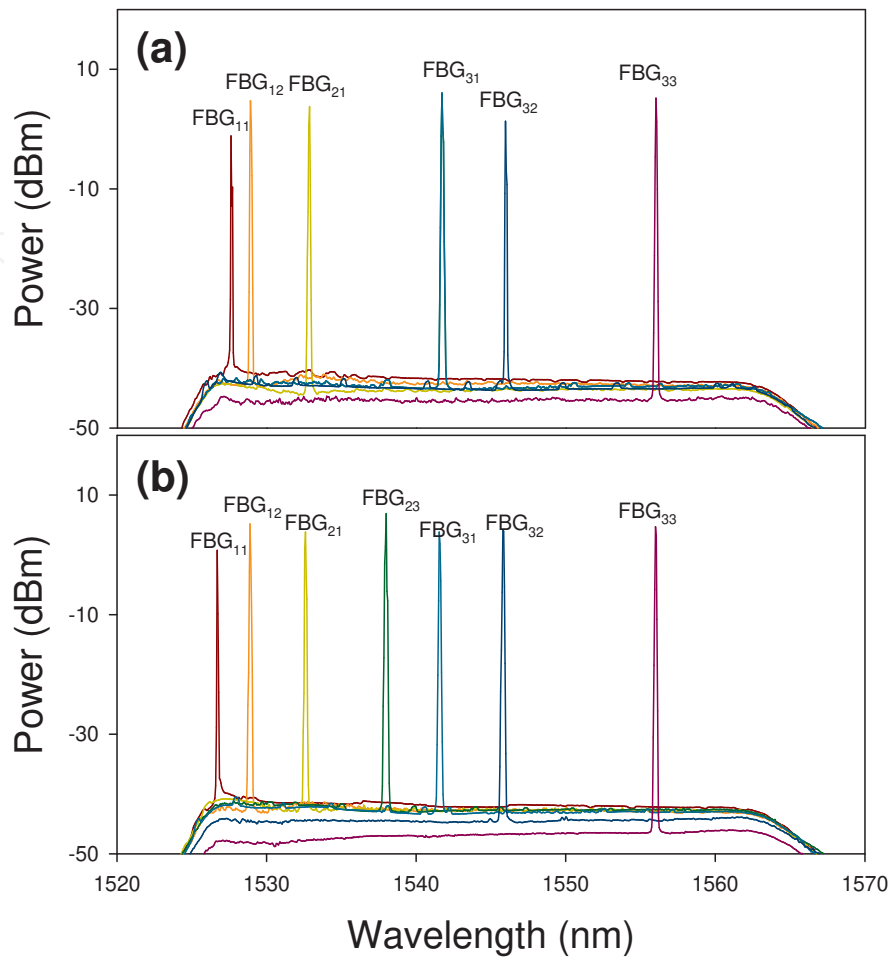 (a)
FBG₁₁
FBG₁₂
FBG₂₁
FBG₃₁
FBG₃₂
FBG₃₃
10
-10
-30
-50
Power (dBm)
(b)
FBG₁₁
FBG₁₂
FBG₂₁
FBG₂₃
FBG₃₁
FBG₃₂
FBG₃₃
10
-10
-30
-50
Power (dBm)
1520 1530 1540 1550 1560 1570
Wavelength (nm)